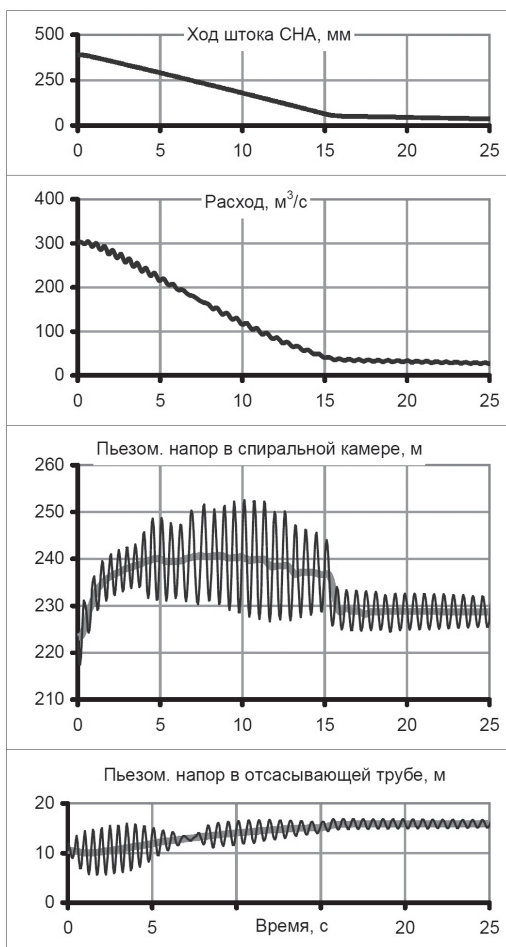 Ход штока СНА, мм
500
250
0
0 5 10 15 20 25
Расход, м³/с
400
300
200
100
0
0 5 10 15 20 25
Пьезом. напор в спиральной камере, м
260
250
240
230
220
210
0 5 10 15 20 25
Пьезом. напор в отсасывающей трубе, м
20
10
0
0 5 Время, с 20 25